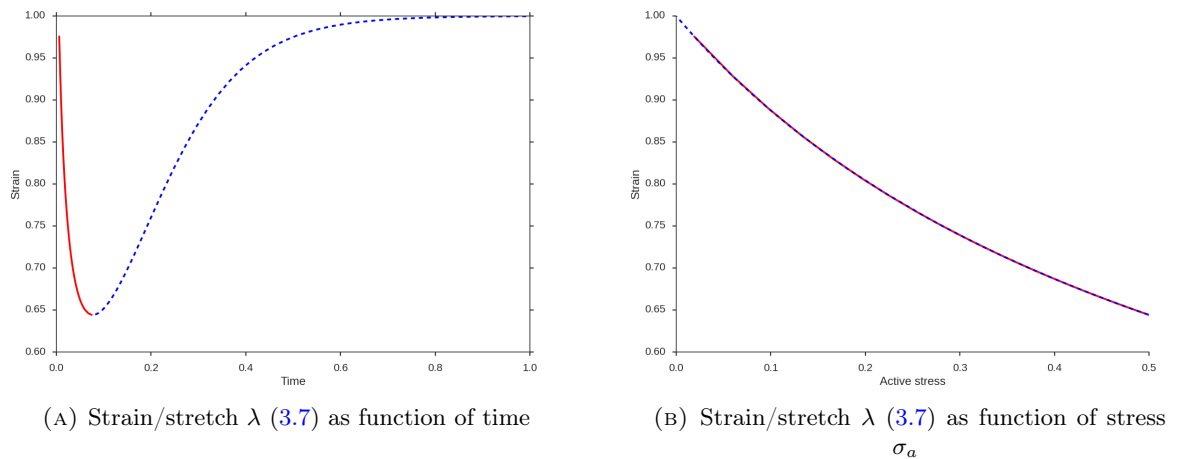 1.00
0.95
0.90
0.85
0.80
0.75
0.70
0.65
0.60
Strain
0.0 0.2 0.4 0.6 0.8 1.0
Time
(A) Strain/stretch λ (3.7) as function of time
1.00
0.95
0.90
0.85
0.80
0.75
0.70
0.65
0.60
Strain
0.0 0.1 0.2 0.3 0.4 0.5
Active stress
(B) Strain/stretch λ (3.7) as function of stress
σₐ